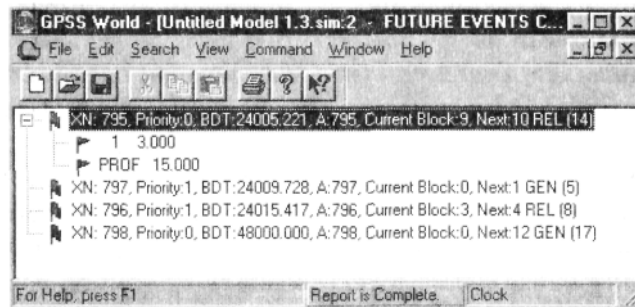 GPSS World - [Untitled Model 1.3.sim:2 - FUTURE EVENTS C...
File Edit Search View Command Window Help
XN: 795, Priority:0, BDT:24005.221, A:795, Current Block:9, Next:10 REL (14)
1 3.000
PROF 15.000
XN: 797, Priority:1, BDT:24009.728, A:797, Current Block:0, Next:1 GEN (5)
XN: 796, Priority:1, BDT:24015.417, A:796, Current Block:3, Next:4 REL (8)
XN: 798, Priority:0, BDT:48000.000, A:798, Current Block:0, Next:12 GEN (17)
For Help, press F1 Report is Complete. Clock